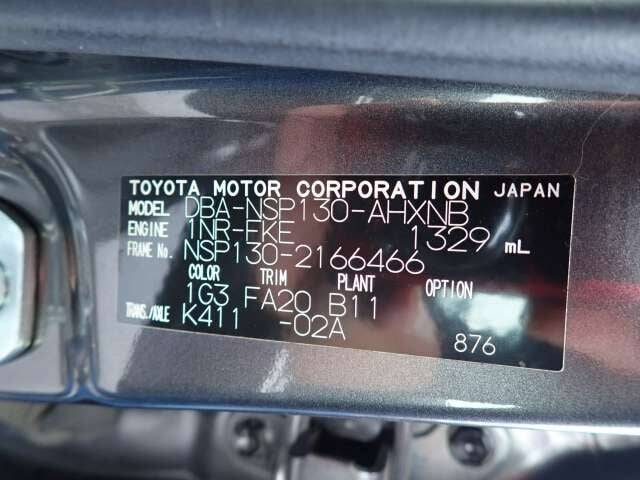 TOYOTA MOTOR CORPORATION JAPAN
MODEL DBA-NSP130-AHXNB
ENGINE 1NR-FKE 1329 mL
FRAME No. NSP130-2166466
COLOR TRIM PLANT OPTION
1G3 FA20 B11
TRANS./AXLE K411 -02A
876